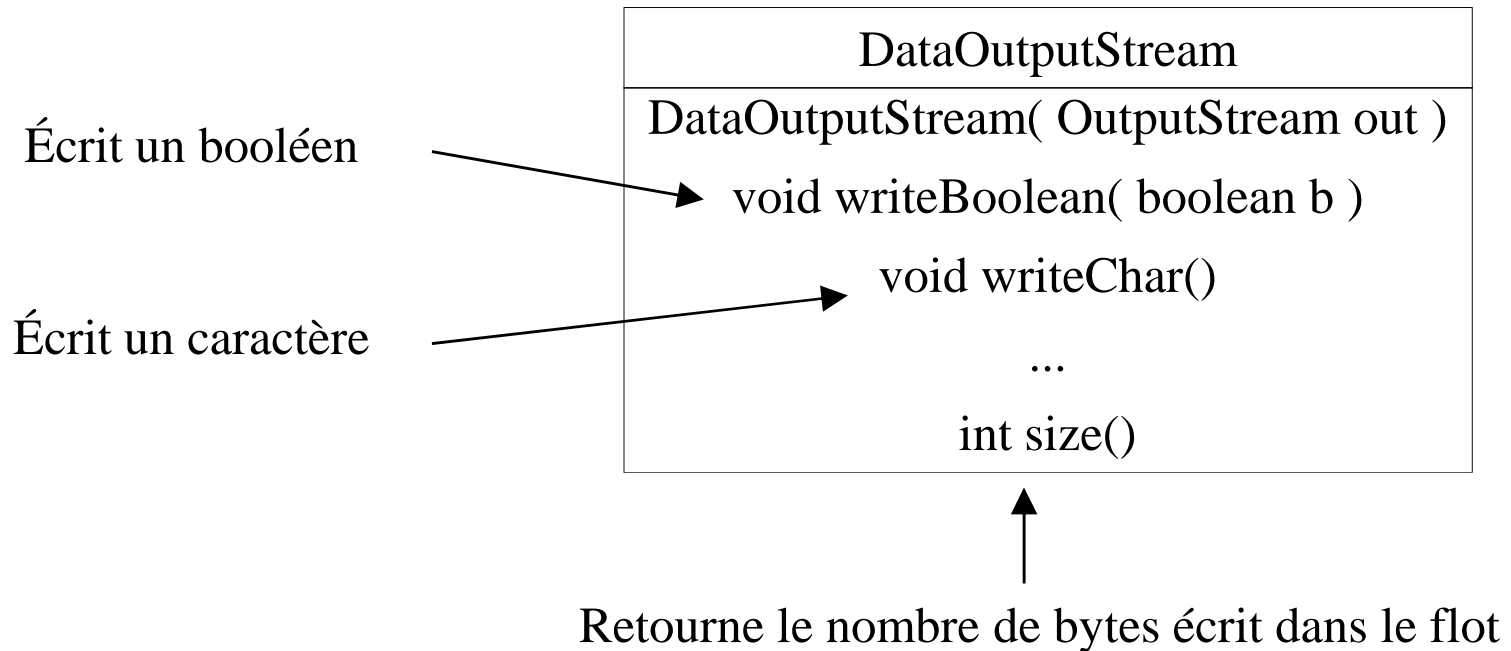 DataOutputStream
DataOutputStream( OutputStream out )
Écrit un booléen
void writeBoolean( boolean b )
void writeChar()
Écrit un caractère
...
int size()
Retourne le nombre de bytes écrit dans le flot